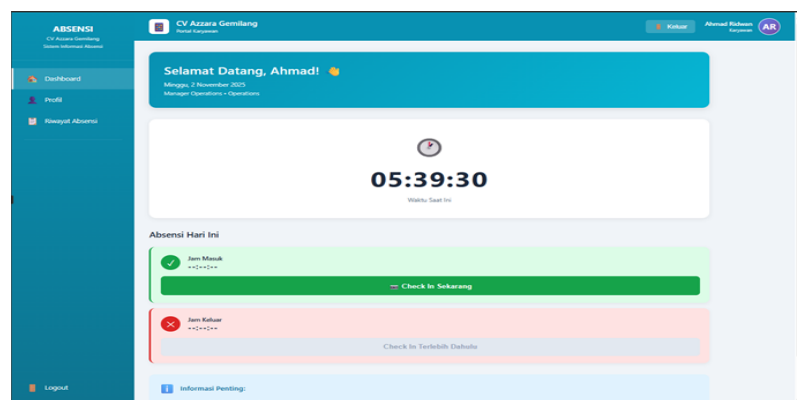 ABSENSI
CV Azzara Gemilang
Sistem Informasi Absensi
Dashboard
Profil
Riwayat Absensi
Logout
CV Azzara Gemilang
Portal Karyawan
Keluar
Ahmad Ridwan
Karyawan
AR
Selamat Datang, Ahmad! 👋
Minggu, 2 November 2025
Manager Operations • Operations
05:39:30
Waktu Saat Ini
Absensi Hari Ini
Jam Masuk
--:--:--
Check In Sekarang
Jam Keluar
--:--:--
Check In Terlebih Dahulu
Informasi Penting: